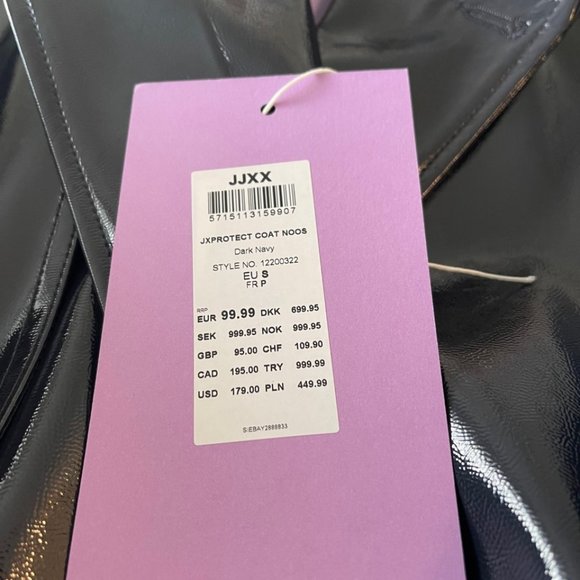 JJXX
5715113159907
JXPROTECT COAT NOOS
Dark Navy
STYLE NO. 12200322
EU S
FR P
RRP
EUR 99.99 DKK 699.95
SEK 999.95 NOK 999.95
GBP 95.00 CHF 109.90
CAD 195.00 TRY 999.99
USD 179.00 PLN 449.99
S:EBAY2888833